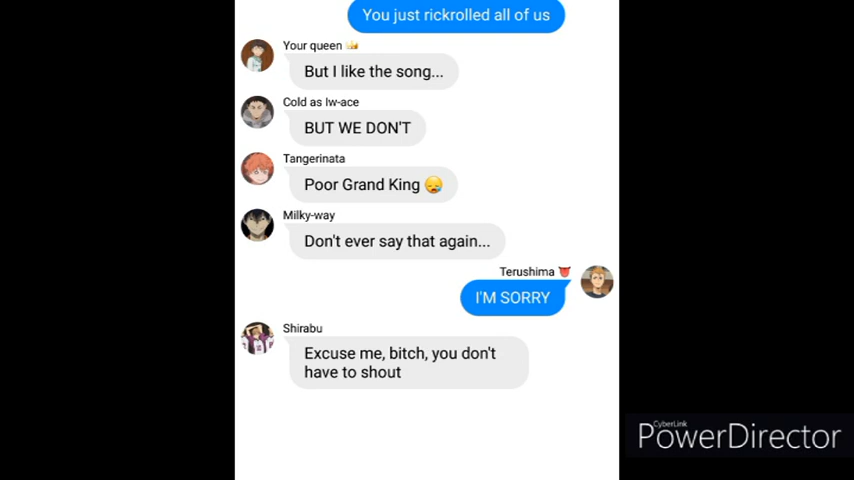 You just rickrolled all of us
Your queen 👑
But I like the song...
Cold as Iw-ace
BUT WE DON'T
Tangerinata
Poor Grand King 😪
Milky-way
Don't ever say that again...
Terushima 👅
I'M SORRY
Shirabu
Excuse me, bitch, you don't
have to shout
CyberLink
PowerDirector